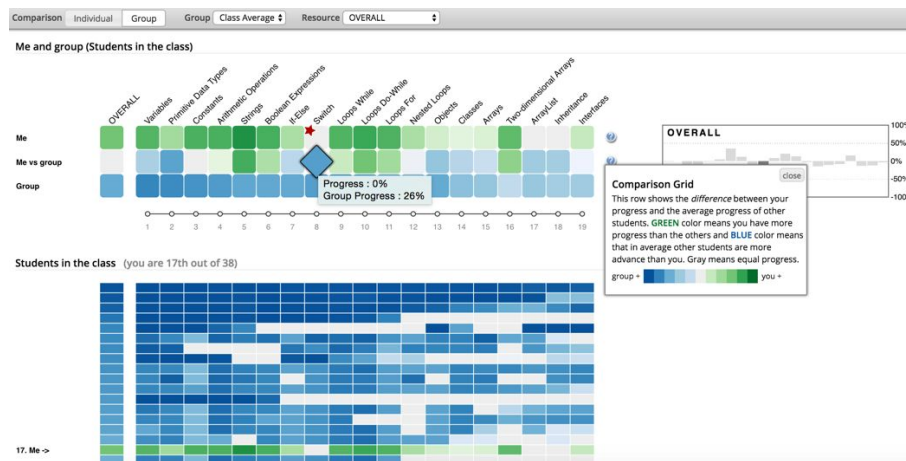 Comparison Individual Group Group Class Average Resource OVERALL
Me and group (Students in the class)
OVERALL
Variables
Primitive Data Types
Constants
Arithmetic Operations
Strings
Boolean Expressions
If-Else
Switch
Loops While
Loops Do-While
Loops For
Nested Loops
Objects
Classes
Arrays
Two-dimensional Arrays
ArrayList
Inheritance
Interfaces
Me
Me vs group
Group
Progress : 0%
Group Progress : 26%
1 2 3 4 5 6 7 8 9 10 11 12 13 14 15 16 17 18 19
OVERALL
100%
50%
0%
-50%
-100
close
Comparison Grid
This row shows the difference between your
progress and the average progress of other
students. GREEN color means you have more
progress than the others and BLUE color means
that in average other students are more
advance than you. Gray means equal progress.
group + you +
Students in the class (you are 17th out of 38)
17. Me ->